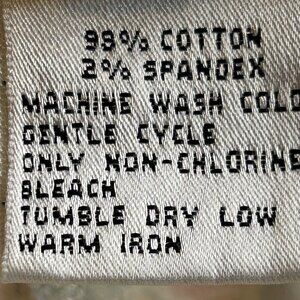 98% COTTON
2% SPANDEX
MACHINE WASH COLD
GENTLE CYCLE
ONLY NON-CHLORINE
BLEACH
TUMBLE DRY LOW
WARM IRON